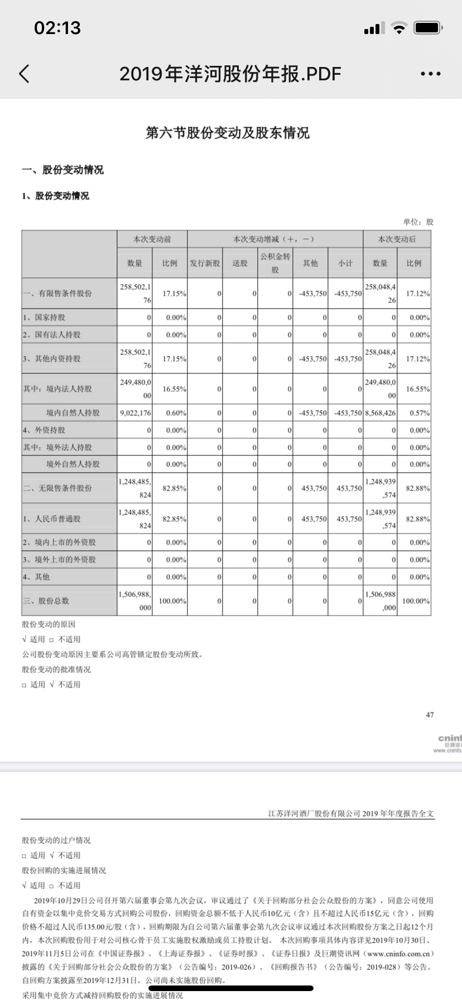 02:13
2019年洋河股份年报.PDF
第六节股份变动及股东情况
一、股份变动情况
1、股份变动情况
单位：股
本次变动前 本次变动增减（＋，－） 本次变动后
数量 比例 发行新股 送股 公积金转股 其他 小计 数量 比例
一、有限售条件股份 258,502,176 17.15% 0 0 0 -453,750 -453,750 258,048,426 17.12%
1、国家持股 0 0.00% 0 0 0 0 0 0 0.00%
2、国有法人持股 0 0.00% 0 0 0 0 0 0 0.00%
3、其他内资持股 258,502,176 17.15% 0 0 0 -453,750 -453,750 258,048,426 17.12%
其中：境内法人持股 249,480,000 16.55% 0 0 0 0 0 249,480,000 16.55%
境内自然人持股 9,022,176 0.60% 0 0 0 -453,750 -453,750 8,568,426 0.57%
4、外资持股 0 0.00% 0 0 0 0 0 0 0.00%
其中：境外法人持股 0 0.00% 0 0 0 0 0 0 0.00%
境外自然人持股 0 0.00% 0 0 0 0 0 0 0.00%
二、无限售条件股份 1,248,485,824 82.85% 0 0 0 453,750 453,750 1,248,939,574 82.88%
1、人民币普通股 1,248,485,824 82.85% 0 0 0 453,750 453,750 1,248,939,574 82.88%
2、境内上市的外资股 0 0.00% 0 0 0 0 0 0 0.00%
3、境外上市的外资股 0 0.00% 0 0 0 0 0 0 0.00%
4、其他 0 0.00% 0 0 0 0 0 0 0.00%
三、股份总数 1,506,988,000 100.00% 0 0 0 0 0 1,506,988,000 100.00%
股份变动的原因
√ 适用 □ 不适用
公司股份变动原因主要系公司高管锁定股份变动所致。
股份变动的批准情况
□ 适用 √ 不适用
47
cninf
www.cninfo
江苏洋河酒厂股份有限公司 2019 年年度报告全文
股份变动的过户情况
□ 适用 √ 不适用
股份回购的实施进展情况
√ 适用 □ 不适用
2019年10月29日公司召开第六届董事会第九次会议，审议通过了《关于回购部分社会公众股份的方案》，同意公司使用
自有资金以集中竞价交易方式回购公司股份，回购资金总额不低于人民币10亿元（含）且不超过人民币15亿元（含），回购
价格不超过人民币135.00元/股（含），回购期限为自公司第六届董事会第九次会议审议通过本次回购股份方案之日起12个月
内，本次回购股份用于对公司核心骨干员工实施股权激励或员工持股计划。 本次回购事项具体内容详见2019年10月30日、
2019年11月5日公司在《中国证券报》、《上海证券报》、《证券时报》、《证券日报》及巨潮资讯网（www.cninfo.com.cn）
披露的《关于回购部分社会公众股份的方案》（公告编号：2019-026）、《回购报告书》（公告编号：2019-028）等公告。
自回购方案披露至2019年12月31日，公司尚未实施股份回购。
采用集中竞价方式减持回购股份的实施进展情况